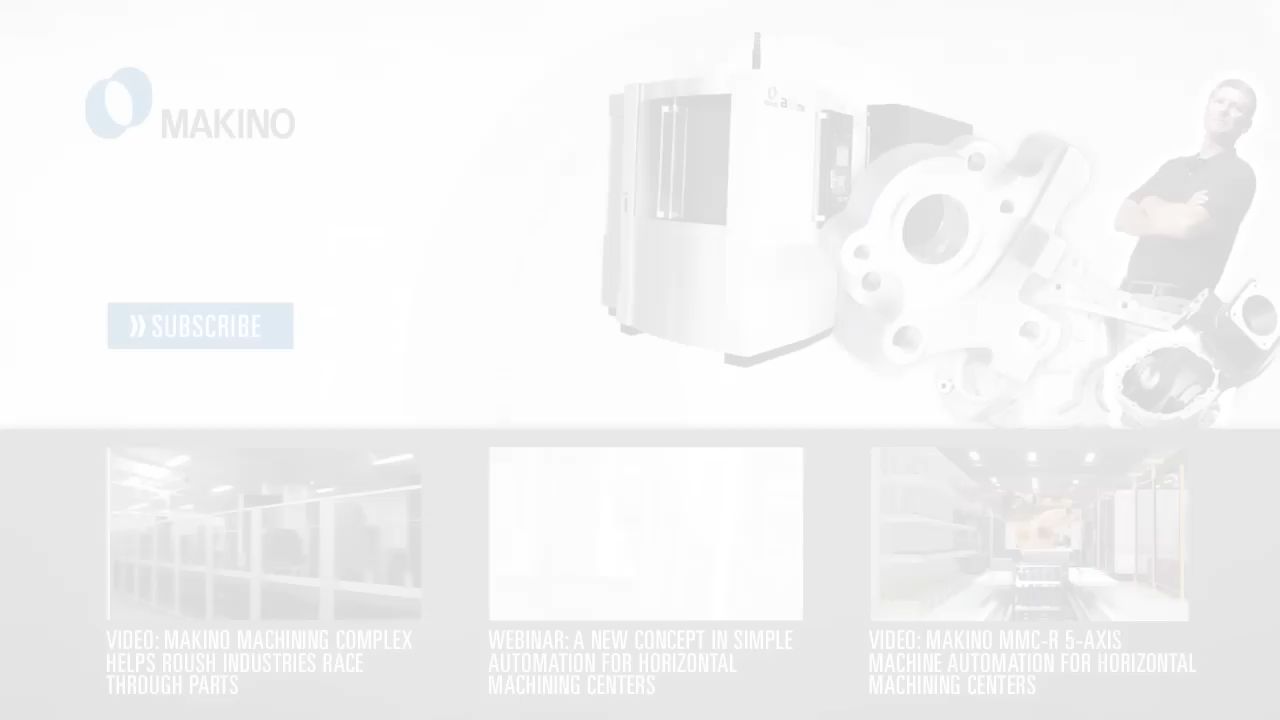 MAKINO
SUBSCRIBE
VIDEO: MAKINO MACHINING COMPLEX
HELPS ROUSH INDUSTRIES RACE
THROUGH PARTS
WEBINAR: A NEW CONCEPT IN SIMPLE
AUTOMATION FOR HORIZONTAL
MACHINING CENTERS
VIDEO: MAKINO MMC-R 5-AXIS
MACHINE AUTOMATION FOR HORIZONTAL
MACHINING CENTERS